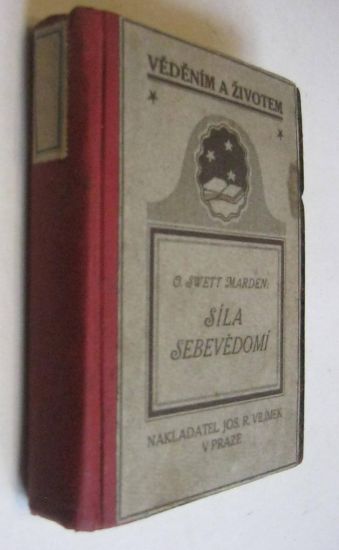 VĚDĚNÍM A ŽIVOTEM
O. SWETT MARDEN:
SÍLA
SEBEVĚDOMÍ
NAKLADATEL JOS. R. VILÍMEK
V PRAZE